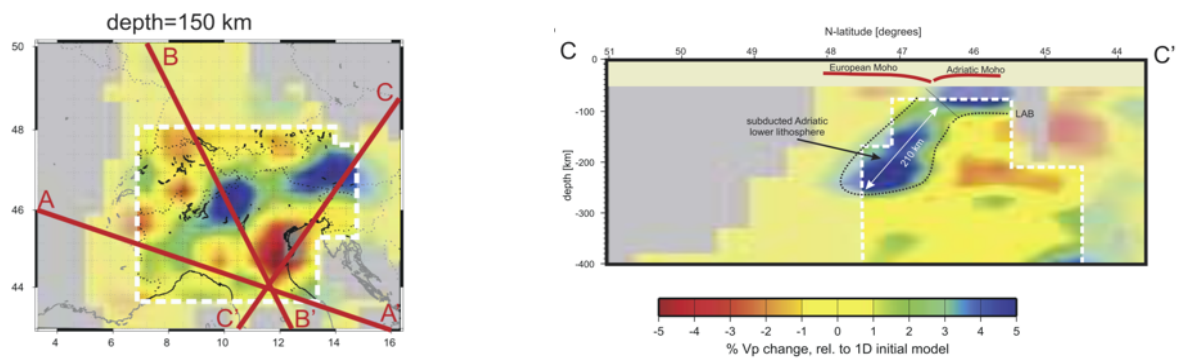 depth=150 km
50
48
46
44
4
6
8
10
12
14
16
A
B
C
C'
B'
A'
N-latitude [degrees]
C
C'
51
50
49
48
47
46
45
44
0
-100
-200
-300
-400
depth [km]
European Moho
Adriatic Moho
LAB
subducted Adriatic
lower lithosphere
210 km
-5 -4 -3 -2 -1 0 1 2 3 4 5
% Vp change, rel. to 1D initial model